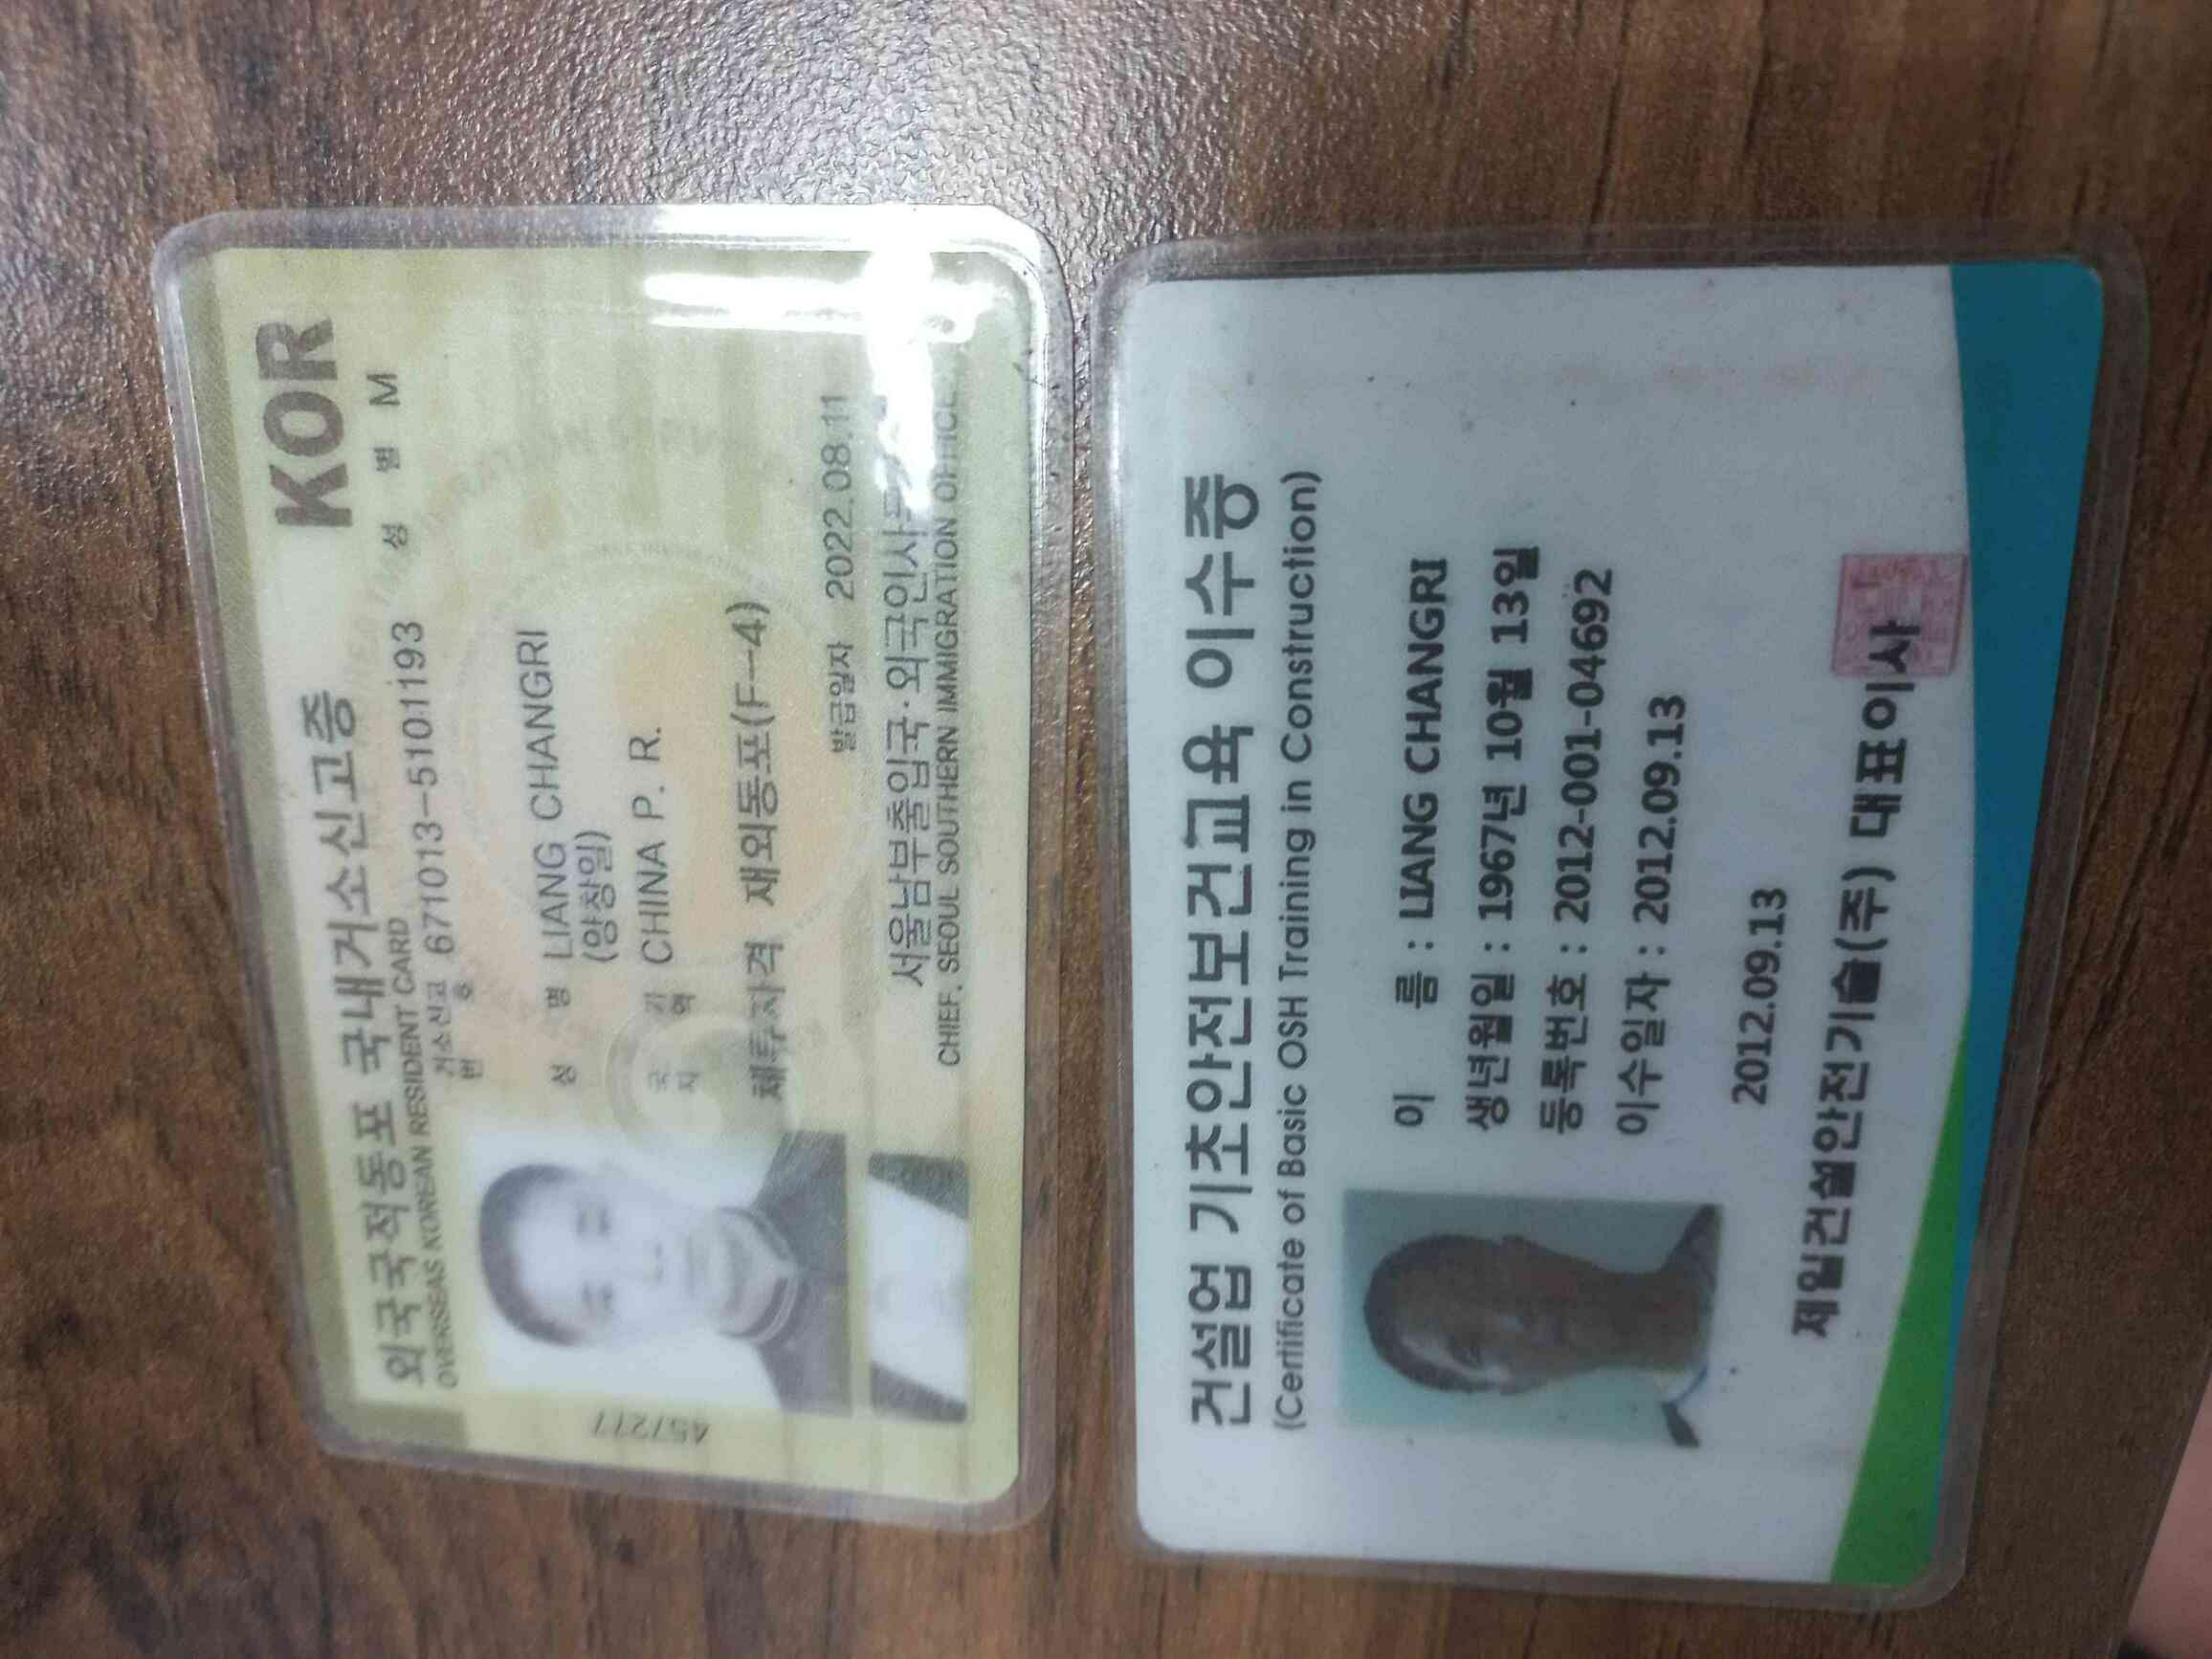 외국국적동포 국내거소신고증 KOR
OVERSEAS KOREAN RESIDENT CARD
거소신고번호 671013-5101193 성별 M
성명 LIANG CHANGRI
(양창일)
국가지역 CHINA P. R.
체류자격 재외동포(F-4)
발급일자 2022.08.11
서울남부출입국·외국인사무
CHIEF, SEOUL SOUTHERN IMMIGRATION OFFICE
457277
건설업 기초안전보건교육 이수증
(Certificate of Basic OSH Training in Construction)
이 름 : LIANG CHANGRI
생년월일 : 1967년 10월 13일
등록번호 : 2012-001-04692
이수일자 : 2012.09.13
2012.09.13
제일건설안전기술(주) 대표이사